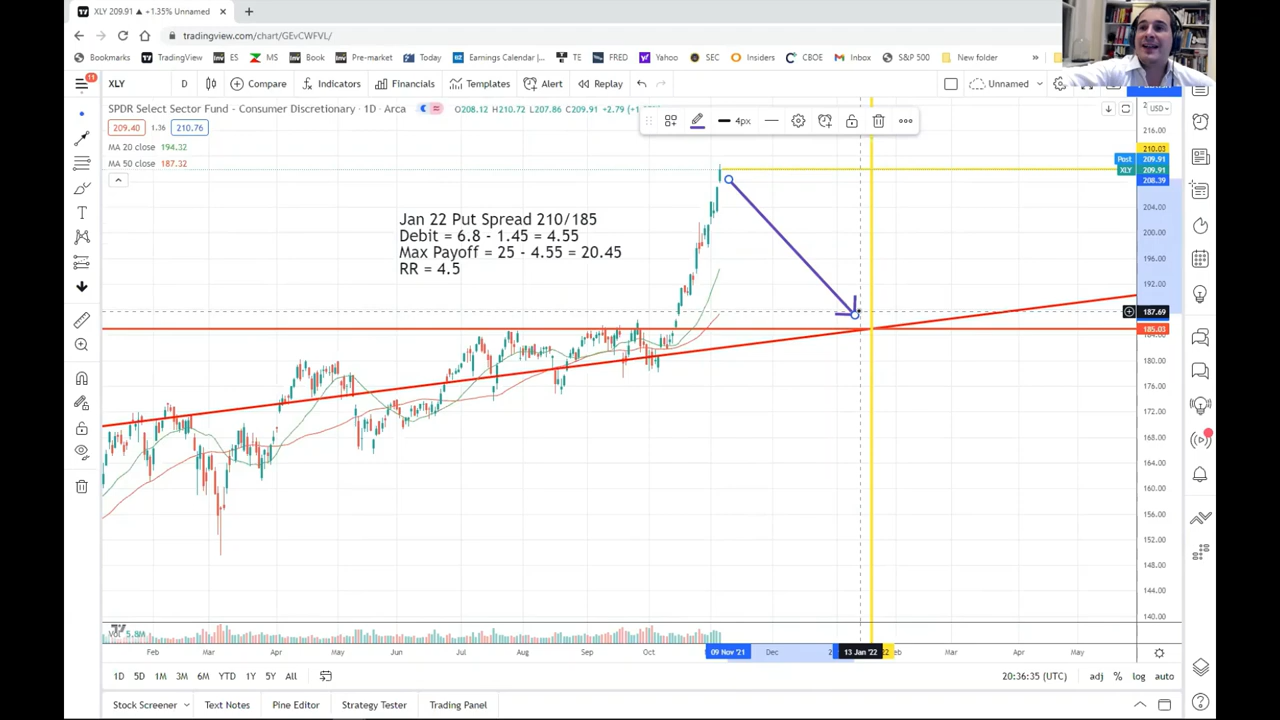 XLY 209.91 ▲ +1.35% Unnamed
tradingview.com/chart/GEvCWFVL/
Bookmarks TradingView ES MS Book Pre-market Today Earnings Calendar |... TE FRED Yahoo SEC Insiders CBOE Inbox S&P 500 New folder »
11 XLY D Compare Indicators Financials Templates Alert Replay Unnamed
SPDR Select Sector Fund - Consumer Discretionary · 1D · Arca O208.12 H210.72 L207.86 C209.91 +2.79
209.40 1.36 210.76
MA 20 close 194.32
MA 50 close 187.32
4px
USD
216.00
210.03
Post 209.91
XLY 209.91
208.39
204.00
200.00
196.00
192.00
187.69
185.03
180.00
176.00
172.00
168.00
164.00
160.00
156.00
152.00
148.00
144.00
140.00
Jan 22 Put Spread 210/185
Debit = 6.8 - 1.45 = 4.55
Max Payoff = 25 - 4.55 = 20.45
RR = 4.5
Vol 5.8M
Feb Mar Apr May Jun Jul Aug Sep Oct 09 Nov '21 Dec 13 Jan '22 Mar Apr May
1D 5D 1M 3M 6M YTD 1Y 5Y All 20:36:35 (UTC) adj % log auto
Stock Screener Text Notes Pine Editor Strategy Tester Trading Panel